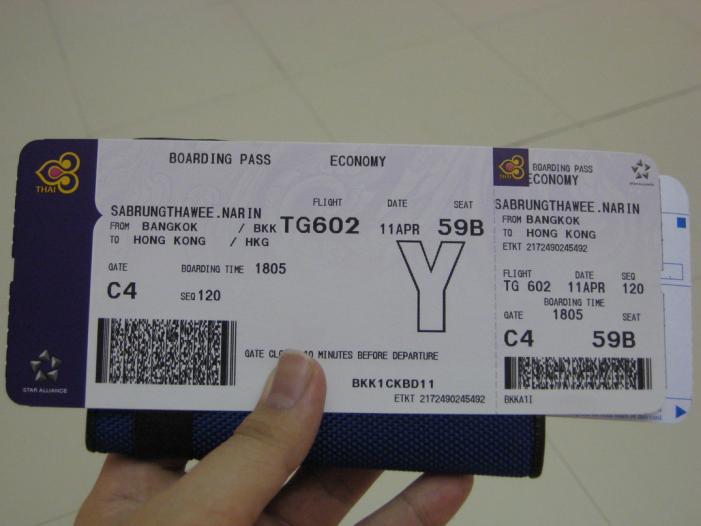 BOARDING PASS ECONOMY
THAI
SABRUNGTHAWEE.NARIN
FLIGHT DATE SEAT
FROM BANGKOK / BKK TG602 11APR 59B
TO HONG KONG / HKG
GATE BOARDING TIME 1805
C4 SEQ 120
Y
GATE 10 MINUTES BEFORE DEPARTURE
BKK1CKBD11
ETKT 2172490245492
STAR ALLIANCE
THAI
BOARDING PASS
ECONOMY
STAR ALLIANCE
SABRUNGTHAWEE.NARIN
FROM BANGKOK
TO HONG KONG
ETKT 2172490245492
FLIGHT DATE SEQ
TG 602 11APR 120
BOARDING TIME
GATE 1805 SEAT
C4 59B
BKKA1I